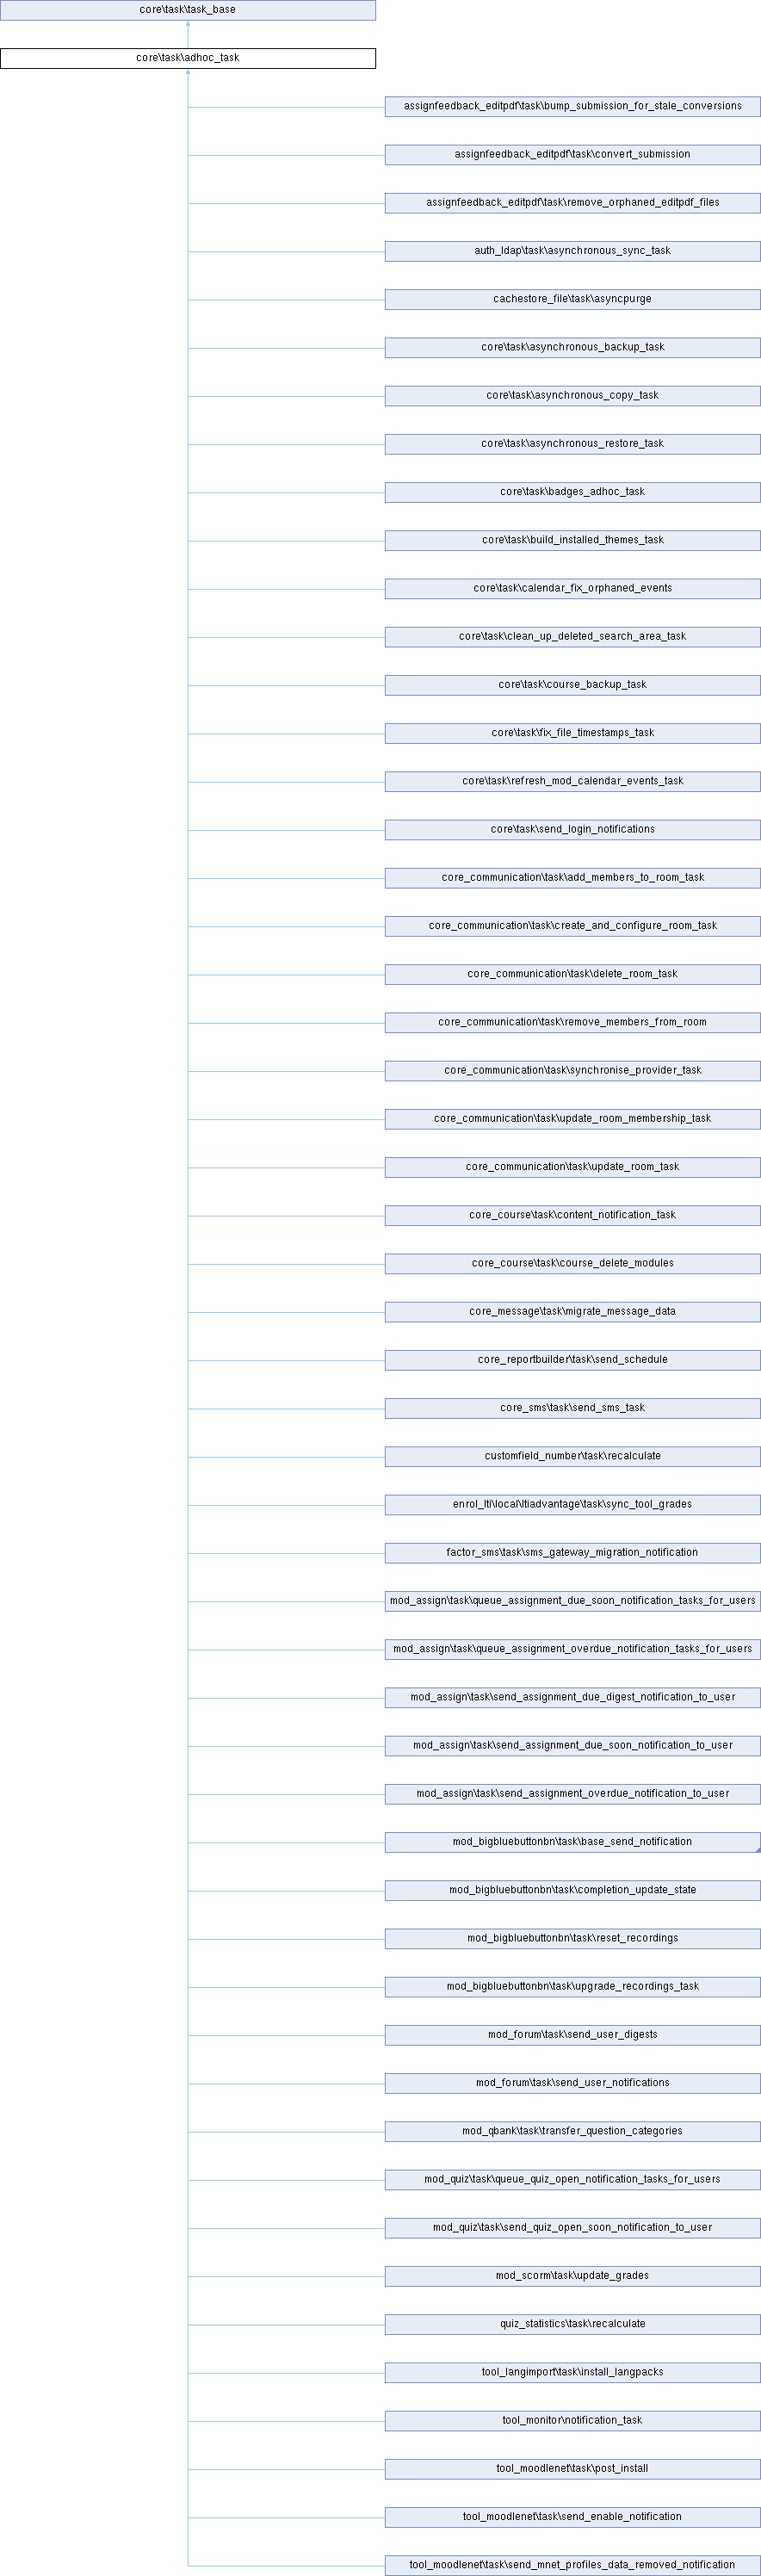 core\task\task_base
core\task\adhoc_task
assignfeedback_editpdf\task\bump_submission_for_stale_conversions
assignfeedback_editpdf\task\convert_submission
assignfeedback_editpdf\task\remove_orphaned_editpdf_files
auth_ldap\task\asynchronous_sync_task
cachestore_file\task\asyncpurge
core\task\asynchronous_backup_task
core\task\asynchronous_copy_task
core\task\asynchronous_restore_task
core\task\badges_adhoc_task
core\task\build_installed_themes_task
core\task\calendar_fix_orphaned_events
core\task\clean_up_deleted_search_area_task
core\task\course_backup_task
core\task\fix_file_timestamps_task
core\task\refresh_mod_calendar_events_task
core\task\send_login_notifications
core_communication\task\add_members_to_room_task
core_communication\task\create_and_configure_room_task
core_communication\task\delete_room_task
core_communication\task\remove_members_from_room
core_communication\task\synchronise_provider_task
core_communication\task\update_room_membership_task
core_communication\task\update_room_task
core_course\task\content_notification_task
core_course\task\course_delete_modules
core_message\task\migrate_message_data
core_reportbuilder\task\send_schedule
core_sms\task\send_sms_task
customfield_number\task\recalculate
enrol_lti\local\ltiadvantage\task\sync_tool_grades
factor_sms\task\sms_gateway_migration_notification
mod_assign\task\queue_assignment_due_soon_notification_tasks_for_users
mod_assign\task\queue_assignment_overdue_notification_tasks_for_users
mod_assign\task\send_assignment_due_digest_notification_to_user
mod_assign\task\send_assignment_due_soon_notification_to_user
mod_assign\task\send_assignment_overdue_notification_to_user
mod_bigbluebuttonbn\task\base_send_notification
mod_bigbluebuttonbn\task\completion_update_state
mod_bigbluebuttonbn\task\reset_recordings
mod_bigbluebuttonbn\task\upgrade_recordings_task
mod_forum\task\send_user_digests
mod_forum\task\send_user_notifications
mod_qbank\task\transfer_question_categories
mod_quiz\task\queue_quiz_open_notification_tasks_for_users
mod_quiz\task\send_quiz_open_soon_notification_to_user
mod_scorm\task\update_grades
quiz_statistics\task\recalculate
tool_langimport\task\install_langpacks
tool_monitor\notification_task
tool_moodlenet\task\post_install
tool_moodlenet\task\send_enable_notification
tool_moodlenet\task\send_mnet_profiles_data_removed_notification